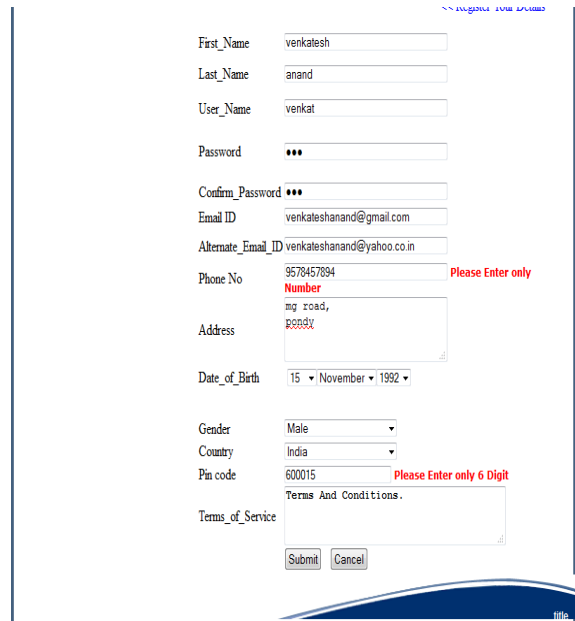 << Register Your Details
First_Name venkatesh
Last_Name anand
User_Name venkat
Password •••
Confirm_Password •••
Email ID venkateshanand@gmail.com
Alternate_Email_ID venkateshanand@yahoo.co.in
Phone No 9578457894 Please Enter only
Number
Address mg road,
pondy
Date_of_Birth 15 November 1992
Gender Male
Country India
Pin code 600015 Please Enter only 6 Digit
Terms_of_Service Terms And Conditions.
Submit Cancel
title